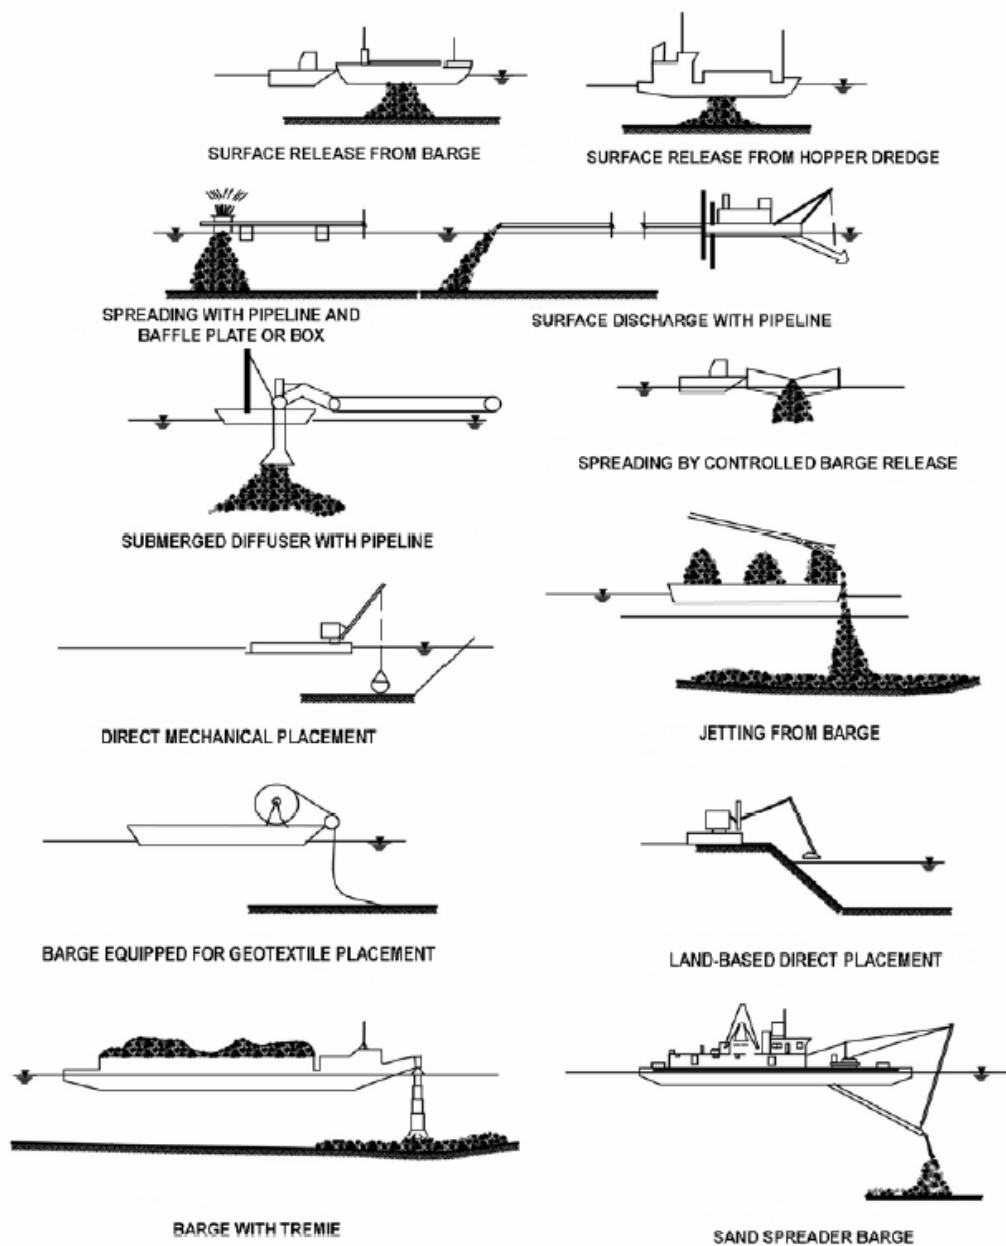 SURFACE RELEASE FROM BARGE
SURFACE RELEASE FROM HOPPER DREDGE
SPREADING WITH PIPELINE AND
BAFFLE PLATE OR BOX
SURFACE DISCHARGE WITH PIPELINE
SPREADING BY CONTROLLED BARGE RELEASE
SUBMERGED DIFFUSER WITH PIPELINE
DIRECT MECHANICAL PLACEMENT
JETTING FROM BARGE
BARGE EQUIPPED FOR GEOTEXTILE PLACEMENT
LAND-BASED DIRECT PLACEMENT
BARGE WITH TREMIE
SAND SPREADER BARGE